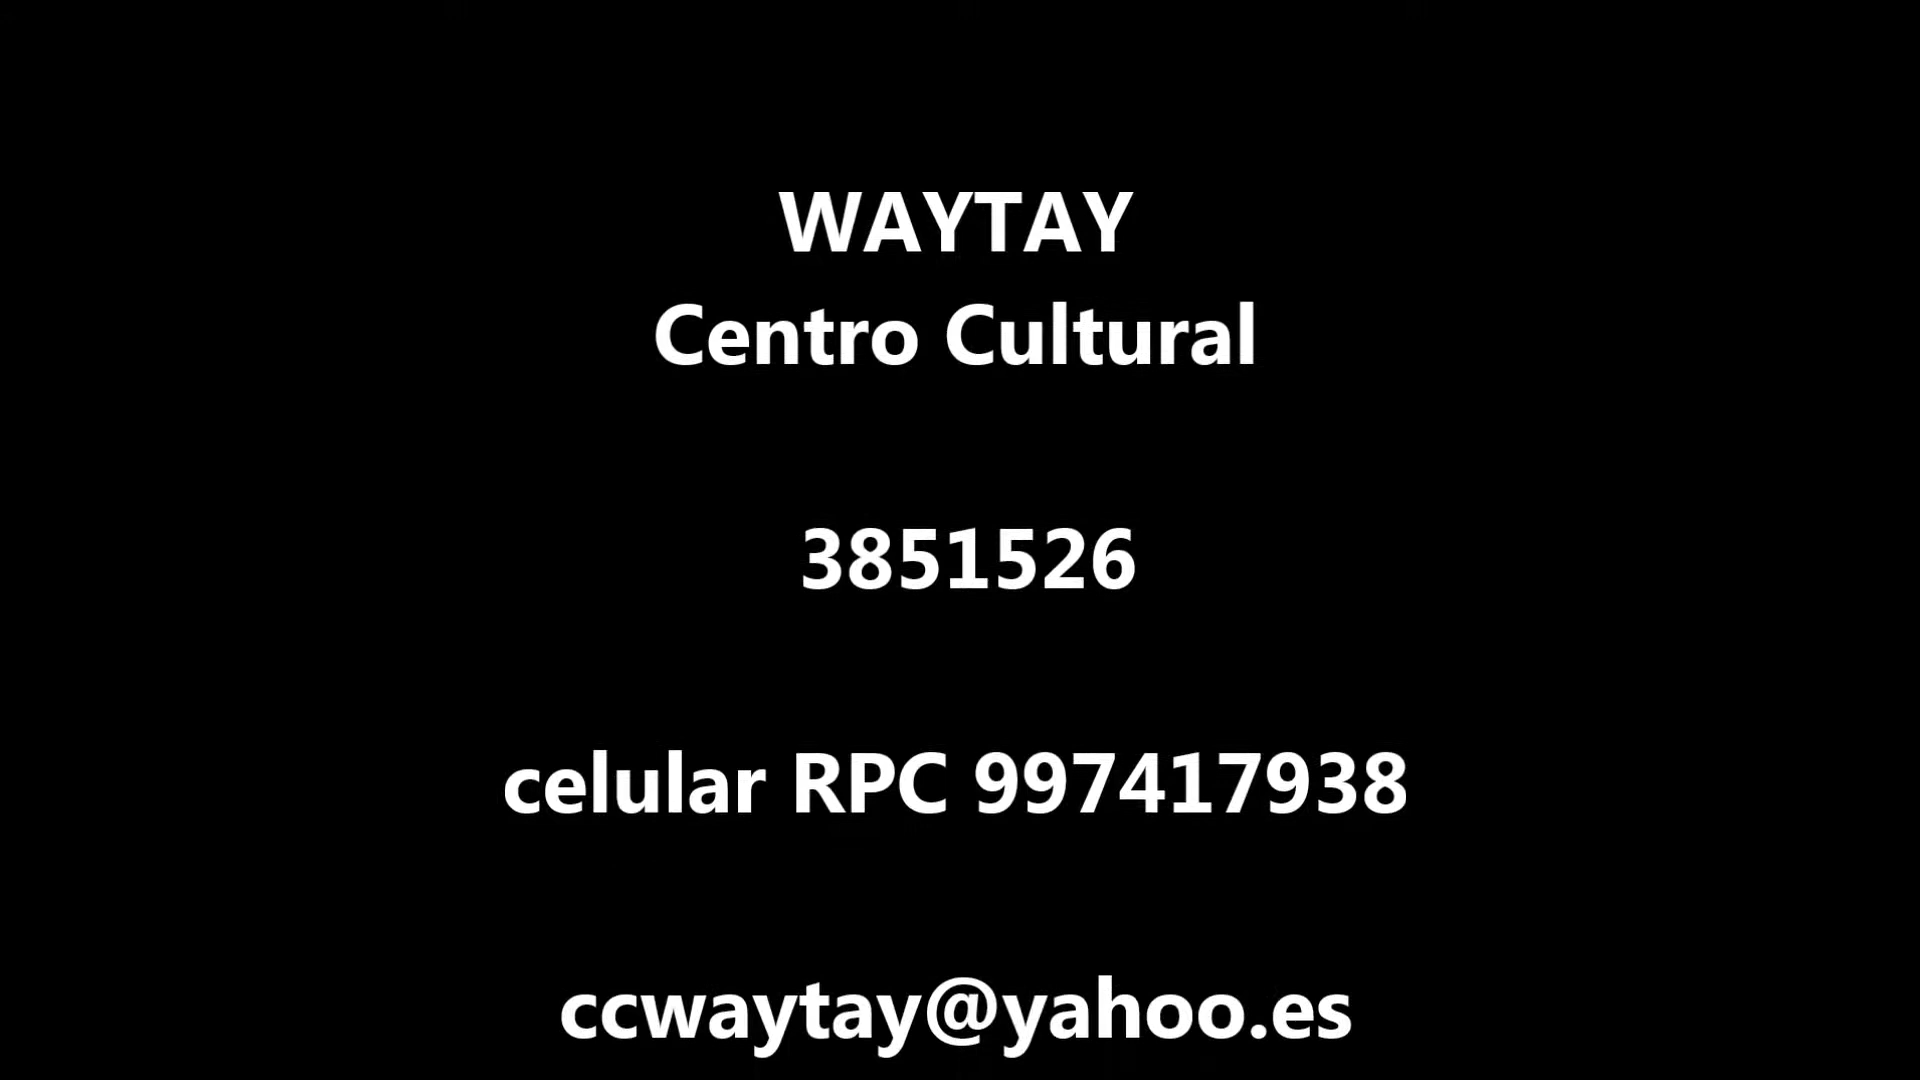 WAYTAY
Centro Cultural
3851526
celular RPC 997417938
ccwaytay@yahoo.es